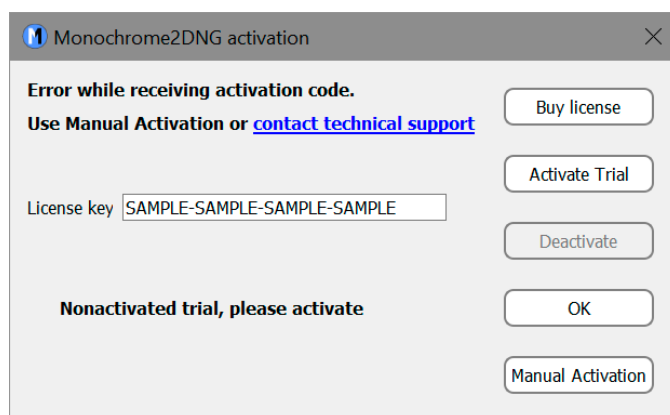 Monochrome2DNG activation
Error while receiving activation code.
Use Manual Activation or contact technical support
License key SAMPLE-SAMPLE-SAMPLE-SAMPLE
Nonactivated trial, please activate
Buy license
Activate Trial
Deactivate
OK
Manual Activation